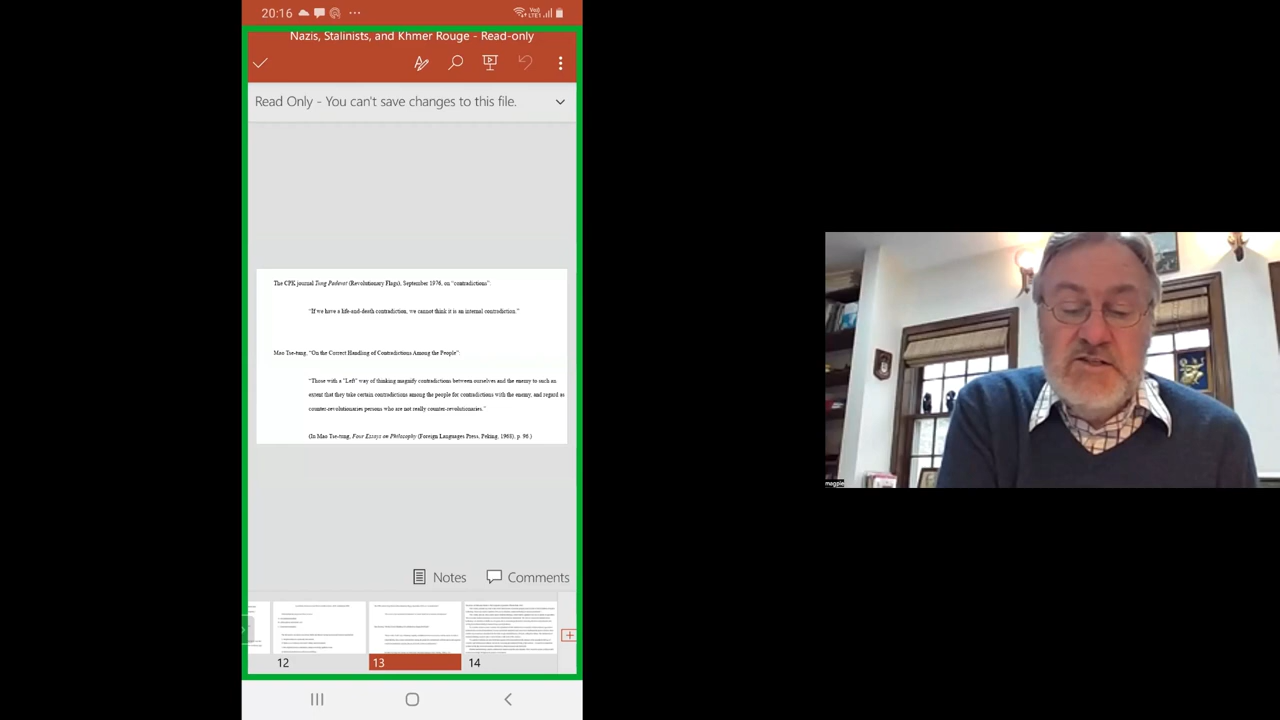 20:16
Nazis, Stalinists, and Khmer Rouge - Read-only
Read Only - You can't save changes to this file.
The CPK journal Tung Padevat (Revolutionary Flags), September 1976, on "contradictions":
"If we have a life-and-death contradiction, we cannot think it is an internal contradiction."
Mao Tse-tung, "On the Correct Handling of Contradictions Among the People":
"Those with a "Left" way of thinking magnify contradictions between ourselves and the enemy to such an
extent that they take certain contradictions among the people for contradictions with the enemy, and regard as
counter-revolutionaries persons who are not really counter-revolutionaries."
(In Mao Tse-tung, Four Essays on Philosophy (Foreign Languages Press, Peking, 1968), p. 96.)
magpie
Notes
Comments
12
13
14